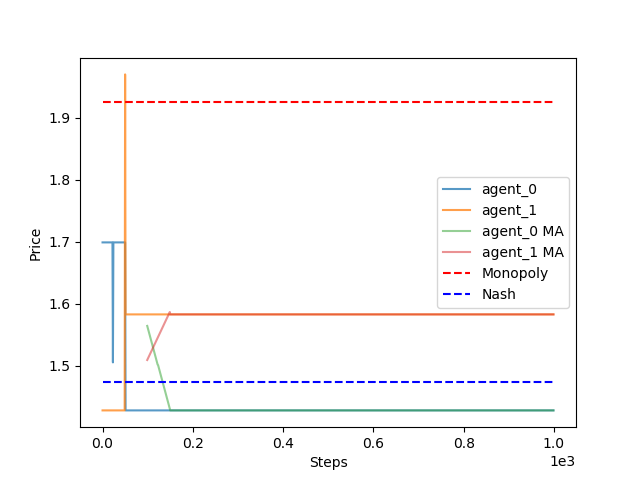 1.9
1.8
1.7
1.6
1.5
Price
agent_0
agent_1
agent_0 MA
agent_1 MA
Monopoly
Nash
0.0 0.2 0.4 0.6 0.8 1.0
1e3
Steps